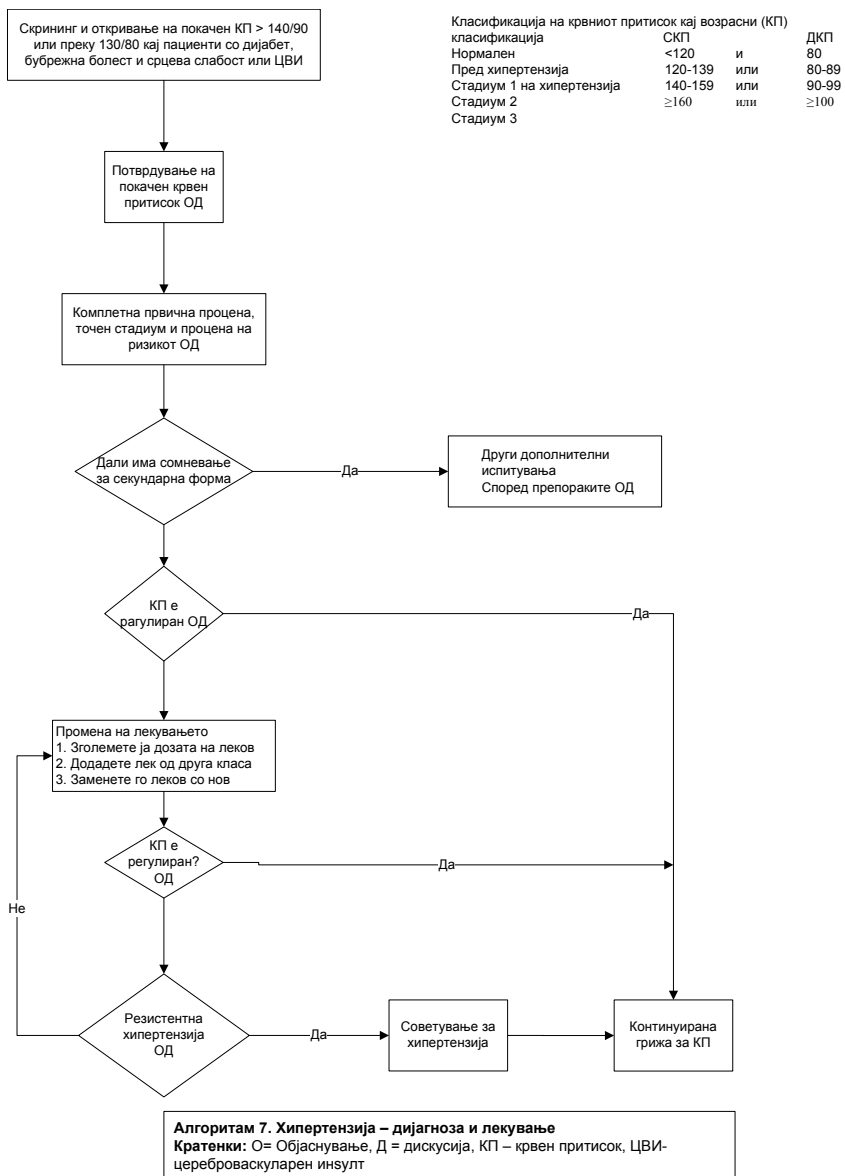 Скрининг и откривање на покачен КП > 140/90
или преку 130/80 кај пациенти со дијабет,
бубрежна болест и срцева слабост или ЦВИ
Класификација на крвниот притисок кај возрасни (КП)
класификација СКП ДКП
Нормален <120 и 80
Пред хипертензија 120-139 или 80-89
Стадиум 1 на хипертензија 140-159 или 90-99
Стадиум 2 ≥160 или ≥100
Стадиум 3
Потврдување на
покачен крвен
притисок ОД
Комплетна првична процена,
точен стадиум и процена на
ризикот ОД
Дали има сомневање
за секундарна форма
Да
Други дополнителни
испитувања
Според препораките ОД
КП е
рагулиран ОД
Да
Промена на лекувањето
1. Зголемете ја дозата на леков
2. Додадете лек од друга класа
3. Заменете го леков со нов
КП е
регулиран?
ОД
Да
Не
Резистентна
хипертензија
ОД
Да
Советување за
хипертензија
Континуирана
грижа за КП
Алгоритам 7. Хипертензија – дијагноза и лекување
Кратенки: О= Објаснување, Д = дискусија, КП – крвен притисок, ЦВИ-
цереброваскуларен инѕулт